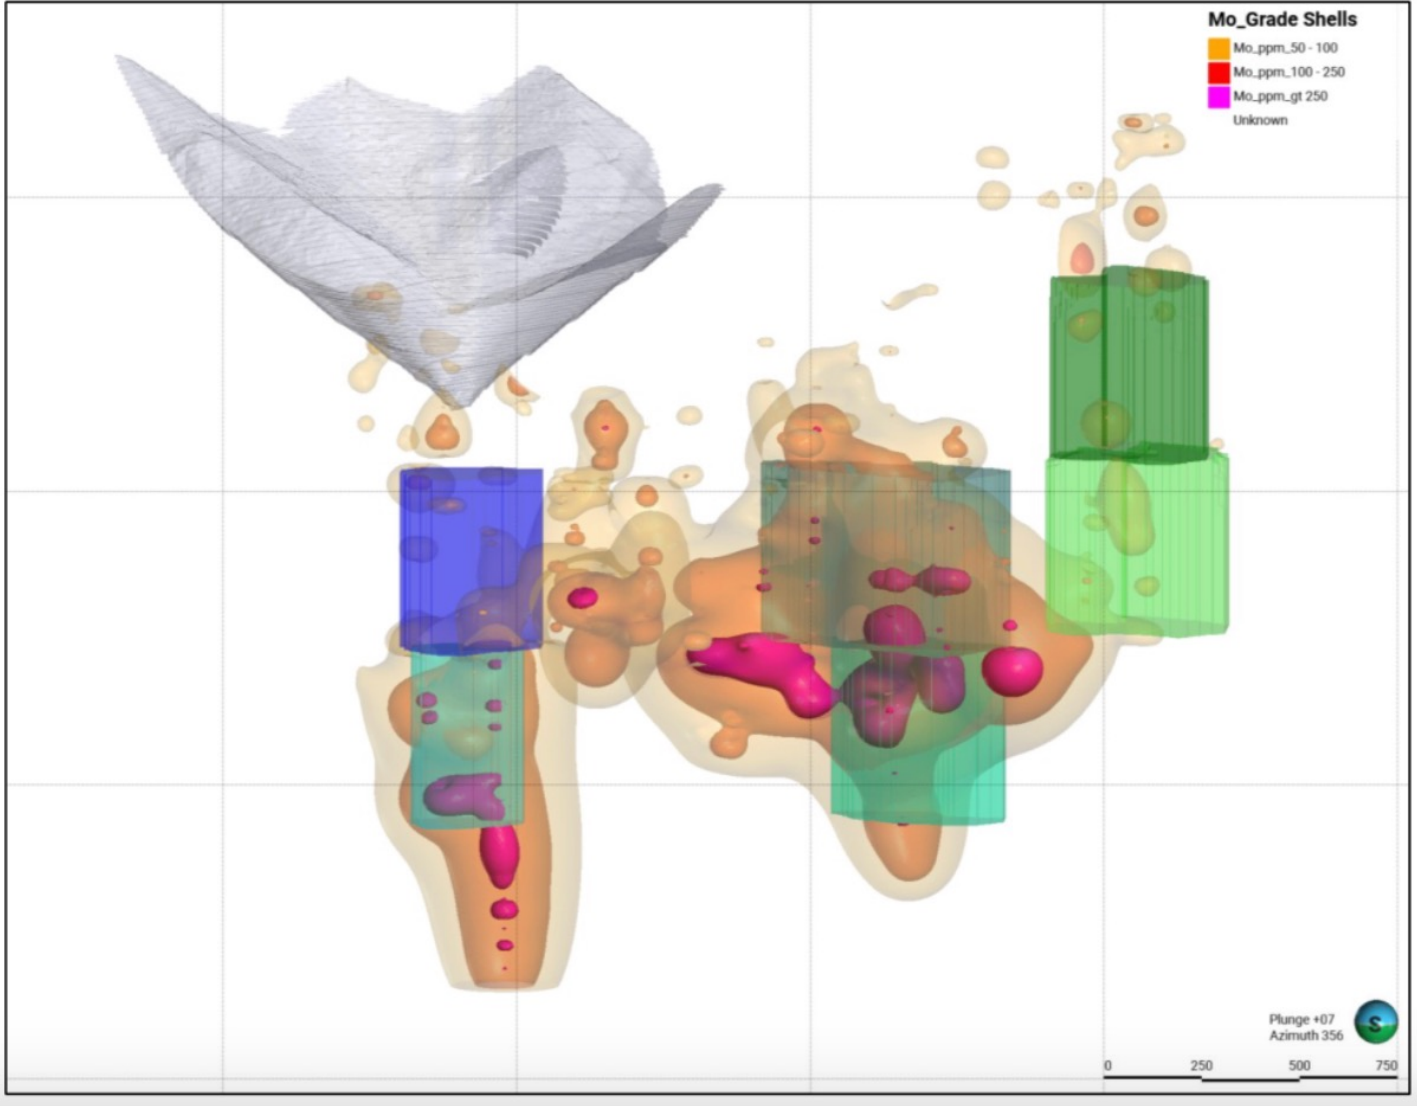 Mo_Grade Shells
Mo_ppm_50 - 100
Mo_ppm_100 - 250
Mo_ppm_gt 250
Unknown
Plunge +07
Azimuth 356
S
0 250 500 750